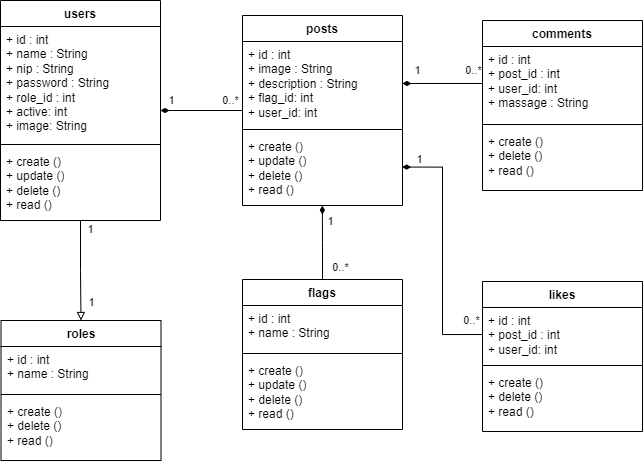 users
+ id : int
+ name : String
+ nip : String
+ password : String
+ role_id : int
+ active: int
+ image: String
+ create ()
+ update ()
+ delete ()
+ read ()
1
0..*
posts
+ id : int
+ image : String
+ description : String
+ flag_id: int
+ user_id: int
+ create ()
+ update ()
+ delete ()
+ read ()
1
0..*
comments
+ id : int
+ post_id : int
+ user_id: int
+ massage : String
+ create ()
+ delete ()
+ read ()
1
0..*
1
0..*
1
1
roles
+ id : int
+ name : String
+ create ()
+ delete ()
+ read ()
flags
+ id : int
+ name : String
+ create ()
+ update ()
+ delete ()
+ read ()
likes
+ id : int
+ post_id : int
+ user_id: int
+ create ()
+ delete ()
+ read ()